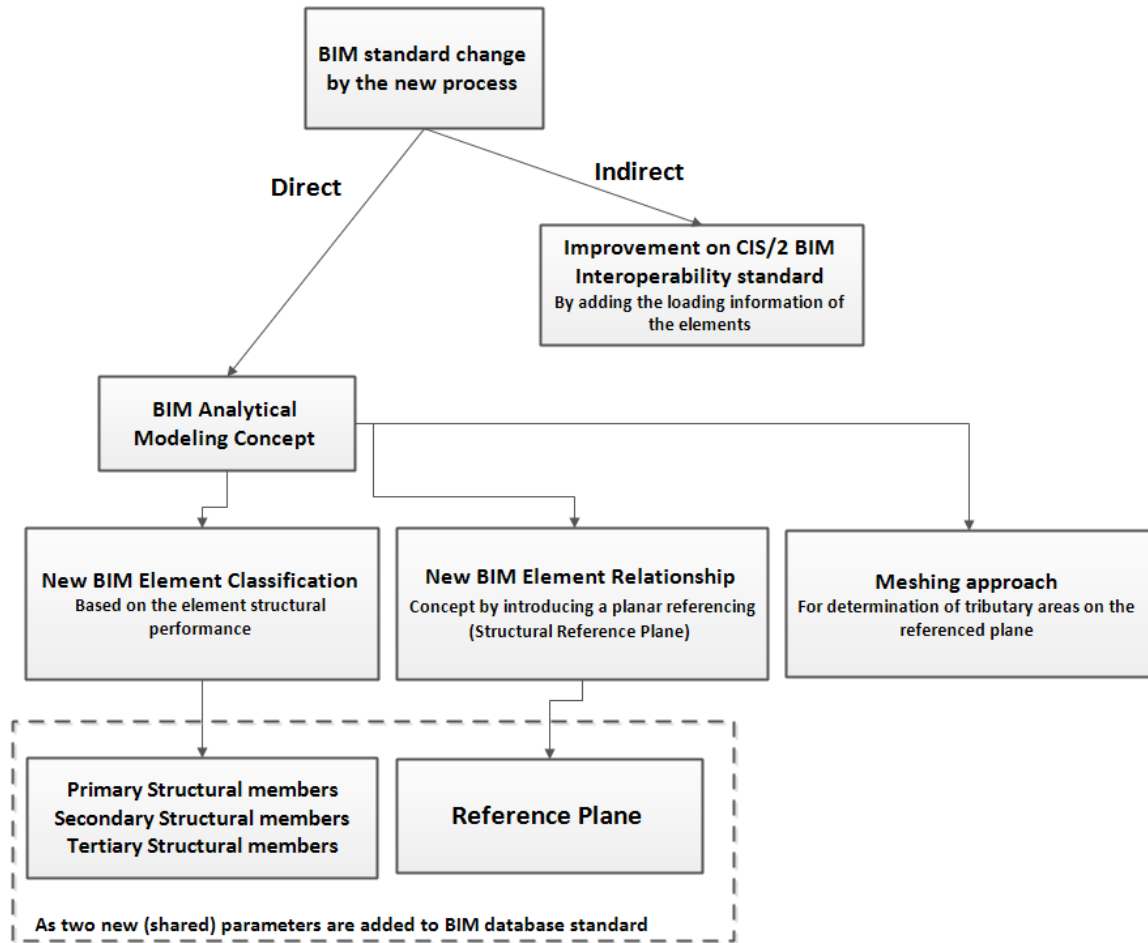 BIM standard change
by the new process
Direct
Indirect
Improvement on CIS/2 BIM
Interoperability standard
By adding the loading information of
the elements
BIM Analytical
Modeling Concept
New BIM Element Classification
Based on the element structural
performance
New BIM Element Relationship
Concept by introducing a planar referencing
(Structural Reference Plane)
Meshing approach
For determination of tributary areas on the
referenced plane
Primary Structural members
Secondary Structural members
Tertiary Structural members
Reference Plane
As two new (shared) parameters are added to BIM database standard